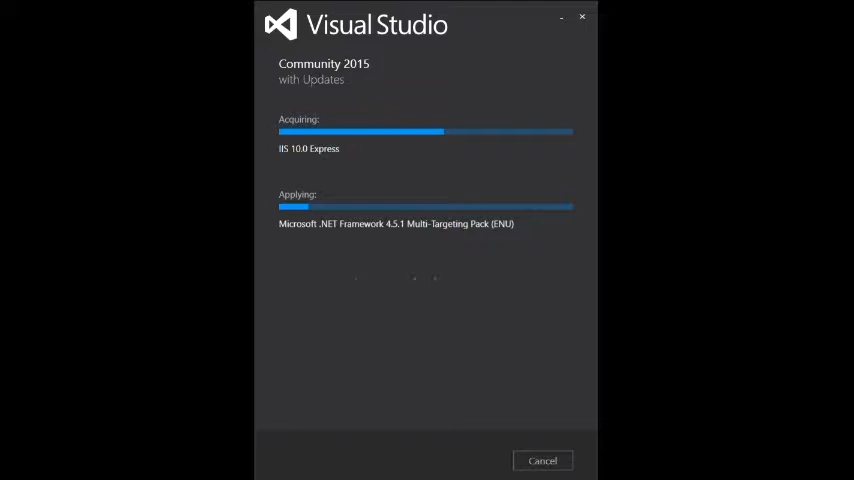 Visual Studio
Community 2015
with Updates
Acquiring:
IIS 10.0 Express
Applying:
Microsoft .NET Framework 4.5.1 Multi-Targeting Pack (ENU)
Cancel